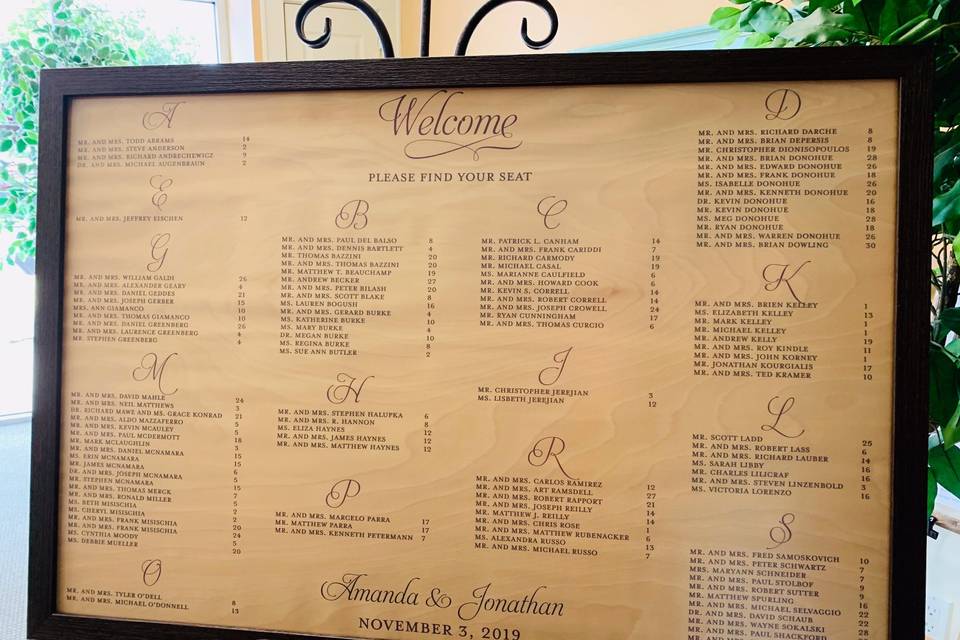 Welcome
PLEASE FIND YOUR SEAT
A
MR. AND MRS. TODD ABRAMS 14
MR. AND MRS. STEVE ANDERSON 2
MR. AND MRS. RICHARD ANDRECHEWICZ 9
DR. AND MRS. MICHAEL AUGENBRAUN 2
E
MR. AND MRS. JEFFREY EISCHEN 12
G
MR. AND MRS. WILLIAM GALDI 26
MR. AND MRS. ALEXANDER GEARY 4
MR. AND MRS. DANIEL GEDDES 21
MR. AND MRS. JOSEPH GERBER 15
MS. ANN GIAMANCO 10
MR. AND MRS. THOMAS GIAMANCO 10
MR. AND MRS. DANIEL GREENBERG 26
MR. AND MRS. LAURENCE GREENBERG 4
MR. STEPHEN GREENBERG 4
M
MR. AND MRS. DAVID MAHLE 24
MR. AND MRS. NEIL MATTHEWS 3
DR. RICHARD MAWE AND MS. GRACE KONRAD 21
MR. AND MRS. ALDO MAZZAFERRO 5
MR. AND MRS. KEVIN MCAULEY 5
MR. AND MRS. PAUL MCDERMOTT 18
MR. MARK MCLAUGHLIN 3
MR. AND MRS. DANIEL MCNAMARA 15
MS. ERIN MCNAMARA 15
MR. JAMES MCNAMARA 6
DR. AND MRS. JOSEPH MCNAMARA 5
MR. STEPHEN MCNAMARA 15
MR. AND MRS. THOMAS MERCK 7
MR. AND MRS. RONALD MILLER 5
MS. BETH MISISCHIA 2
MS. CHERYL MISISCHIA 2
MR. AND MRS. FRANK MISISCHIA 20
MR. AND MRS. FRANK MISISCHIA 24
MS. CYNTHIA MOODY 5
MS. DEBBIE MUELLER 20
O
MR. AND MRS. TYLER O'DELL 8
MR. AND MRS. MICHAEL O'DONNELL 13
B
MR. AND MRS. PAUL DEL BALSO 8
MR. AND MRS. DENNIS BARTLETT 4
MR. THOMAS BAZZINI 20
MR. AND MRS. THOMAS BAZZINI 20
MR. MATTHEW T. BEAUCHAMP 19
MR. ANDREW BECKER 27
MR. AND MRS. PETER BILASH 20
MR. AND MRS. SCOTT BLAKE 8
MS. LAUREN BOGUSH 16
MR. AND MRS. GERARD BURKE 4
MS. KATHERINE BURKE 10
MS. MARY BURKE 4
DR. MEGAN BURKE 10
MS. REGINA BURKE 8
MS. SUE ANN BUTLER 2
H
MR. AND MRS. STEPHEN HALUPKA 6
MR. AND MRS. R. HANNON 8
MS. ELIZA HAYNES 12
MR. AND MRS. JAMES HAYNES 12
MR. AND MRS. MATTHEW HAYNES 12
P
MR. AND MRS. MARCELO PARRA 17
MR. MATTHEW PARRA 17
MR. AND MRS. KENNETH PETERMANN 7
C
MR. PATRICK L. CANHAM 14
MR. AND MRS. FRANK CARIDDI 7
MR. RICHARD CARMODY 19
MR. MICHAEL CASAL 19
MS. MARIANNE CAULFIELD 6
MR. AND MRS. HOWARD COOK 6
MR. KEVIN S. CORRELL 14
MR. AND MRS. ROBERT CORRELL 14
MR. AND MRS. JOSEPH CROWELL 24
MR. RYAN CUNNINGHAM 17
MR. AND MRS. THOMAS CURCIO 6
J
MR. CHRISTOPHER JEREJIAN 3
MS. LISBETH JEREJIAN 12
R
MR. AND MRS. CARLOS RAMIREZ 12
MR. AND MRS. ART RAMSDELL 27
MR. AND MRS. ROBERT RAPPORT 21
MR. AND MRS. JOSEPH REILLY 14
MR. MATTHEW J. REILLY 14
MR. AND MRS. CHRIS ROSE 1
MR. AND MRS. MATTHEW RUBENACKER 6
MS. ALEXANDRA RUSSO 13
MR. AND MRS. MICHAEL RUSSO 7
D
MR. AND MRS. RICHARD DARCHE 8
MR. AND MRS. BRIAN DEPERSIS 8
MR. CHRISTOPHER DIONISOPOULOS 19
MR. AND MRS. BRIAN DONOHUE 28
MR. AND MRS. EDWARD DONOHUE 26
MR. AND MRS. FRANK DONOHUE 18
MS. ISABELLE DONOHUE 26
MR. AND MRS. KENNETH DONOHUE 20
DR. KEVIN DONOHUE 16
MR. KEVIN DONOHUE 18
MS. MEG DONOHUE 28
MR. RYAN DONOHUE 18
MR. AND MRS. WARREN DONOHUE 26
MR. AND MRS. BRIAN DOWLING 30
K
MR. AND MRS. BRIEN KELLEY 1
MS. ELIZABETH KELLEY 13
MR. MARK KELLEY 1
MR. MICHAEL KELLEY 1
MR. ANDREW KELLY 19
MR. AND MRS. ROY KINDLE 11
MR. AND MRS. JOHN KORNEY 1
MR. JONATHAN KOURGIALIS 17
MR. AND MRS. TED KRAMER 10
L
MR. SCOTT LADD 25
MR. AND MRS. ROBERT LASS 6
MR. AND MRS. RICHARD LAUBER 14
MS. SARAH LIBBY 16
MR. CHARLES LILICRAF 16
MR. AND MRS. STEVEN LINZENBOLD 3
MS. VICTORIA LORENZO 16
S
MR. AND MRS. FRED SAMOSKOVICH 10
MR. AND MRS. PETER SCHWARTZ 7
MRS. MARYANN SCHNEIDER 7
MR. AND MRS. PAUL STOLBOF 7
MR. AND MRS. ROBERT SUTTER 9
MR. MATTHEW SPURLING 9
MR. AND MRS. MICHAEL SELVAGGIO 16
MR. AND MRS. DAVID SCHAUB 22
MR. AND MRS. WAYNE SOKALSKI 22
MR. AND MRS. PAUL SHACKFORD 28
Amanda & Jonathan
NOVEMBER 3, 2019